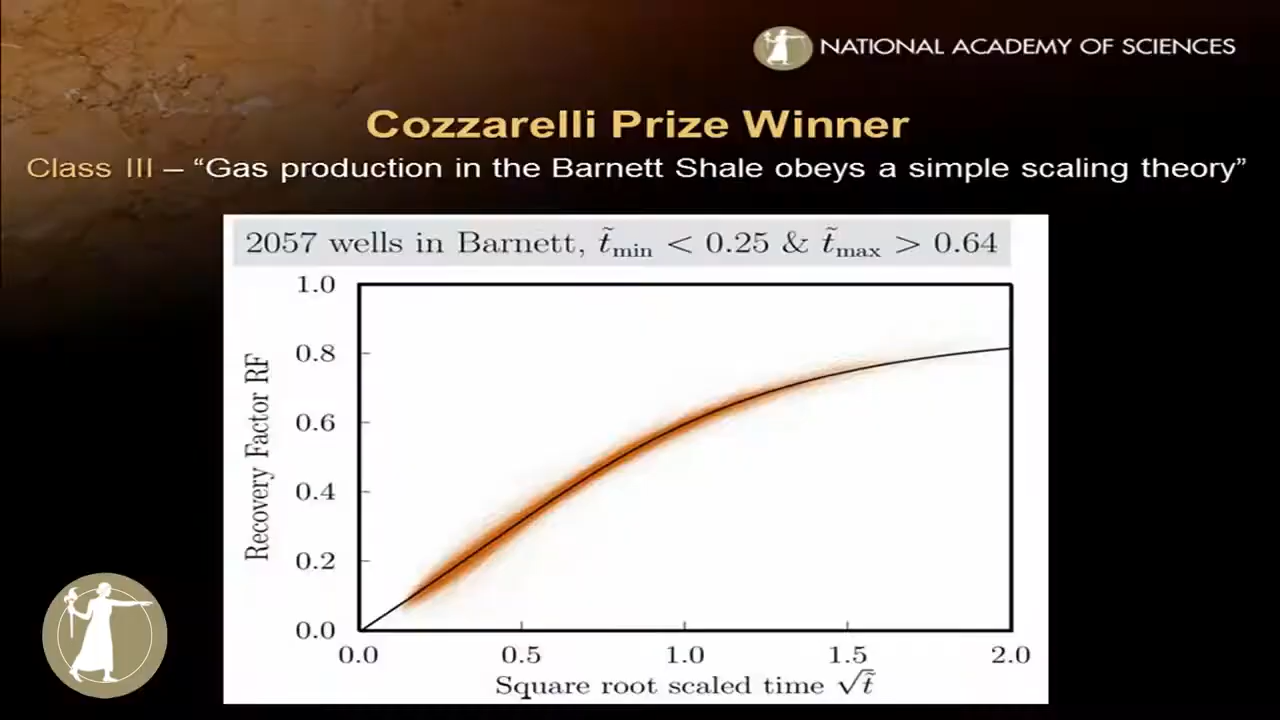 NATIONAL ACADEMY OF SCIENCES
Cozzarelli Prize Winner
Class III – “Gas production in the Barnett Shale obeys a simple scaling theory”
2057 wells in Barnett, t̃min < 0.25 & t̃max > 0.64
1.0
0.8
0.6
0.4
0.2
0.0
Recovery Factor RF
0.0 0.5 1.0 1.5 2.0
Square root scaled time √t̃